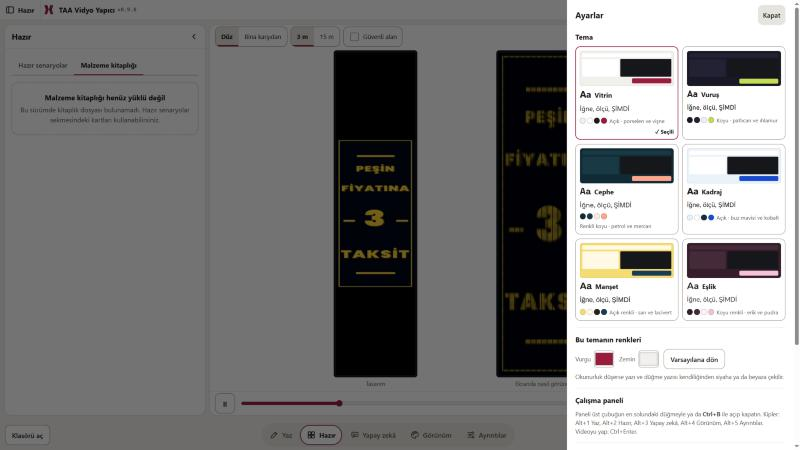 Hazır
TAA Vidyo Yapıcı v0.9.6
Hazır
Hazır senaryolar
Malzeme kitaplığı
Malzeme kitaplığı henüz yüklü değil
Bu sürümde kitaplık dosyası bulunamadı. Hazır senaryolar
sekmesindeki kartları kullanabilirsiniz.
Düz
Bina karşıdan
3 m
15 m
Güvenli alan
PEŞİN
FİYATINA
3
TAKSİT
Tasarım
Klasörü aç
Yaz
Hazır
Yapay zekâ
Görünüm
Ayrıntılar
Ayarlar
Kapat
Tema
Aa Vitrin
İğne, ölçü, ŞİMDİ
Açık · porselen ve vişne
✓ Seçili
Aa Vuruş
İğne, ölçü, ŞİMDİ
Koyu · patlıcan ve ıhlamur
Aa Cephe
İğne, ölçü, ŞİMDİ
Renkli koyu · petrol ve mercan
Aa Kadraj
İğne, ölçü, ŞİMDİ
Açık · buz mavisi ve kobalt
Aa Manşet
İğne, ölçü, ŞİMDİ
Açık renkli · sarı ve lacivert
Aa Eşlik
İğne, ölçü, ŞİMDİ
Koyu renkli · erik ve pudra
Bu temanın renkleri
Vurgu
Zemin
Varsayılana dön
Okunurluk düşerse yazı ve düğme yazısı kendiliğinden siyaha ya da beyaza çekilir.
Çalışma paneli
Paneli üst çubuğun en solundaki düğmeyle ya da Ctrl+B ile açıp kapatın. Kipler:
Alt+1 Yaz, Alt+2 Hazır, Alt+3 Yapay zekâ, Alt+4 Görünüm, Alt+5 Ayrıntılar.
Videoyu yap: Ctrl+Enter.